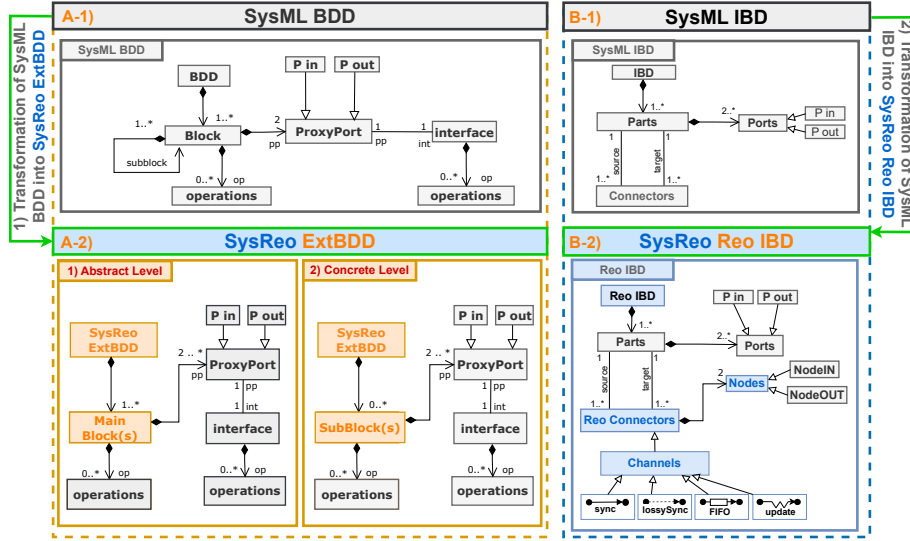 A-1)
SysML BDD
SysML BDD
BDD
P in
P out
1..*
1..*
2
Block
ProxyPort
1
1
interface
pp
pp
int
subblock
0..*
op
operations
0..*
op
operations
1) Transformation of SysML
BDD into SysReo ExtBDD
B-1)
SysML IBD
SysML IBD
IBD
1..*
Parts
2..*
Ports
P in
P out
1
1
source
target
1..*
1..*
Connectors
2) Transformation of SysML
IBD into SysReo Reo IBD
A-2)
SysReo ExtBDD
1) Abstract Level
P in
P out
SysReo
ExtBDD
2 .. *
pp
ProxyPort
1
pp
1..*
Main
Block(s)
1
int
interface
0..*
op
operations
0..*
op
operations
2) Concrete Level
P in
P out
SysReo
ExtBDD
2 .. *
pp
ProxyPort
1
pp
0..*
SubBlock(s)
1
int
interface
0..*
op
operations
0..*
op
operations
B-2)
SysReo Reo IBD
Reo IBD
Reo IBD
P in
P out
1..*
Parts
2..*
Ports
1
1
source
target
2
Nodes
NodeIN
NodeOUT
1..*
1..*
Reo Connectors
Channels
sync
lossySync
FIFO
update